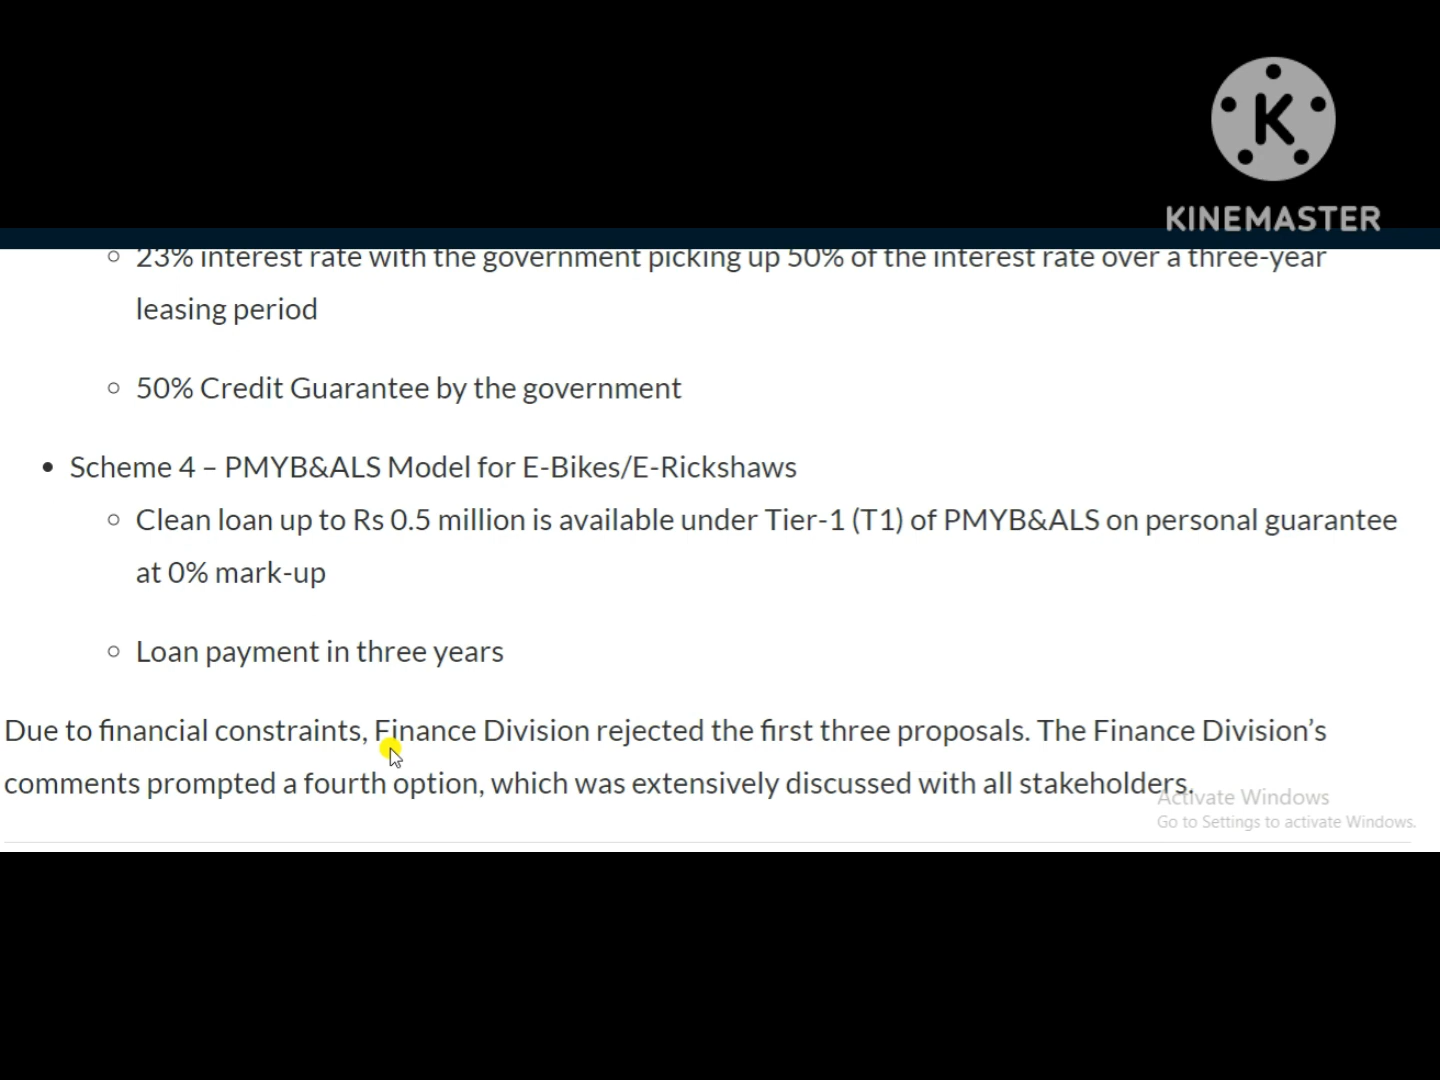 K
KINEMASTER
23% interest rate with the government picking up 50% of the interest rate over a three-year
leasing period
50% Credit Guarantee by the government
Scheme 4 – PMYB&ALS Model for E-Bikes/E-Rickshaws
Clean loan up to Rs 0.5 million is available under Tier-1 (T1) of PMYB&ALS on personal guarantee
at 0% mark-up
Loan payment in three years
Due to financial constraints, Finance Division rejected the first three proposals. The Finance Division’s
comments prompted a fourth option, which was extensively discussed with all stakeholders.
Activate Windows
Go to Settings to activate Windows.